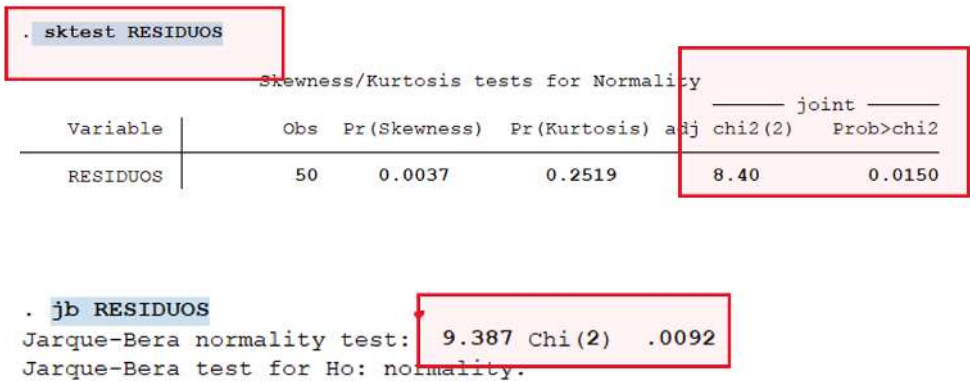 . sktest RESIDUOS
Skewness/Kurtosis tests for Normality
joint
Variable Obs Pr(Skewness) Pr(Kurtosis) adj chi2(2) Prob>chi2
RESIDUOS 50 0.0037 0.2519 8.40 0.0150
. jb RESIDUOS
Jarque-Bera normality test: 9.387 Chi(2) .0092
Jarque-Bera test for Ho: normality.